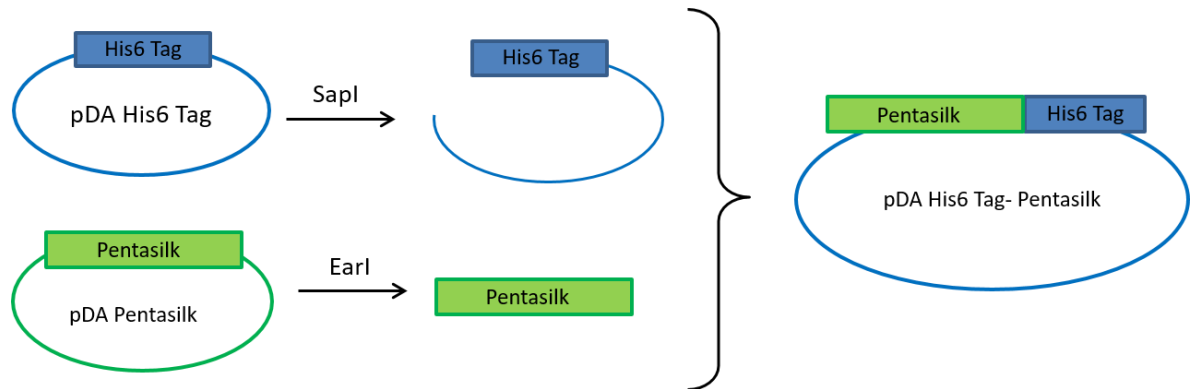 His6 Tag
pDA His6 Tag
SapI
His6 Tag
Pentasilk
pDA Pentasilk
EarI
Pentasilk
Pentasilk
His6 Tag
pDA His6 Tag- Pentasilk